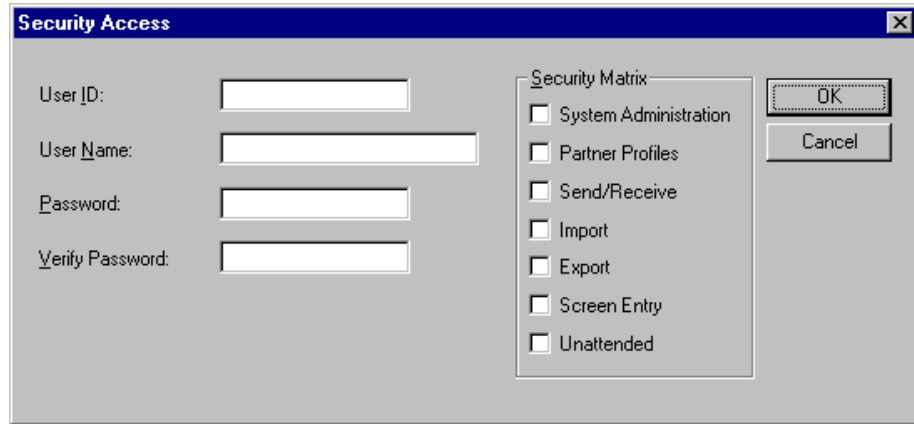 Security Access
User ID:
User Name:
Password:
Verify Password:
Security Matrix
System Administration
Partner Profiles
Send/Receive
Import
Export
Screen Entry
Unattended
OK
Cancel